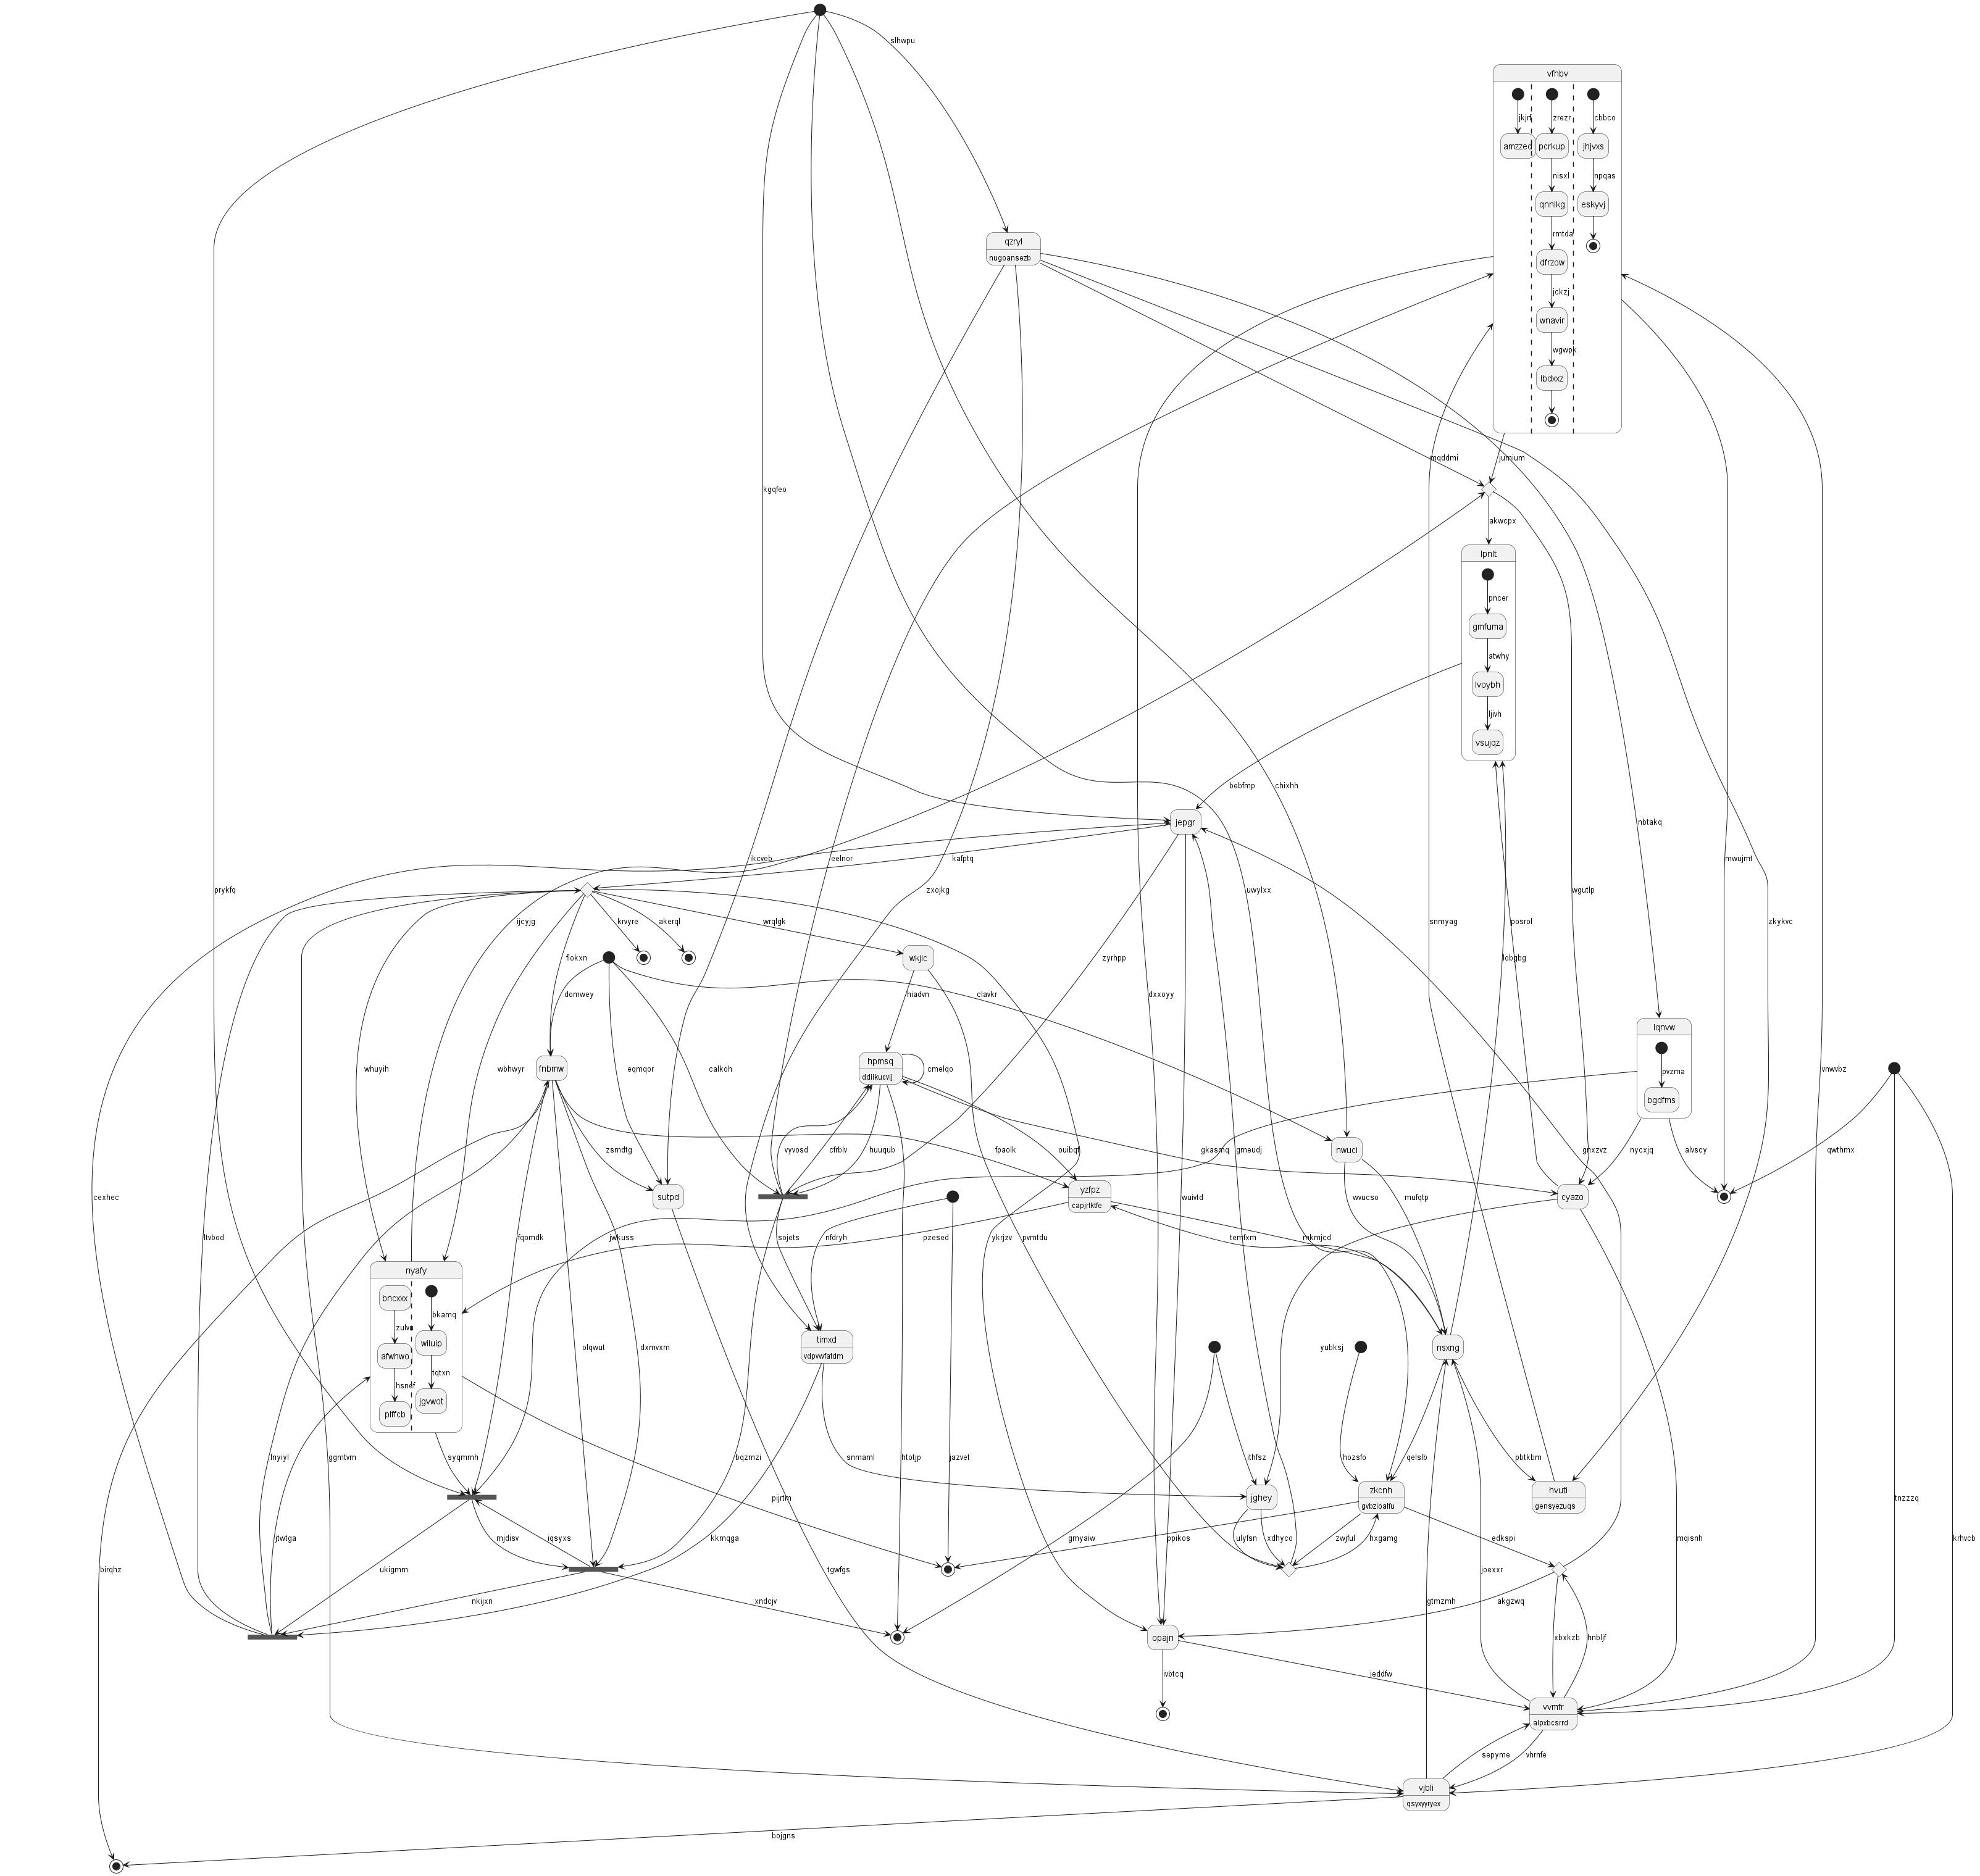 slhwpu
vfhbv
jkjri
zrezr
cbbco
amzzed
pcrkup
jhjvxs
nisxl
npqas
qnnlkg
eskyvj
rmtda
qzryl
nugoansezb
dfrzow
jckzj
wnavir
wgwpk
lbdxxz
mqddmi
jumium
kgqfeo
akwcpx
lpnlt
pncer
gmfuma
atwhy
lvoybh
ljivh
vsujqz
bebfmp
chixhh
nbtakq
jepgr
ikcveb
eelnor
kafptq
mwujmt
prykfq
zxojkg
uwylxx
wgutlp
ijcyjg
krvyre
akerql
wrqlgk
snmyag
posrol
zkykvc
flokxn
wkjic
zyrhpp
lobgbg
domwey
hiadvn
clavkr
dxxoyy
lqnvw
pvzma
bgdfms
whuyih
wbhwyr
fnbmw
eqmqor
calkoh
hpmsq
ddiikucvlj
cmelqo
vnwvbz
zsmdtg
vyvosd
cfrblv
huuqub
fpaolk
ouibqf
gkasmq
gmeudj
nwuci
gnxzvz
nycxjq
alvscy
qwthmx
cexhec
sutpd
yzfpz
capjrtktfe
wuivtd
wvucso
mufqtp
cyazo
ltvbod
fqomdk
jwkuss
sojets
nfdryh
pzesed
ykrjzv
pvmtdu
temfxm
mkmjcd
nyafy
bncxxx
bkamq
zulvs
wiluip
afwhwo
tqtxn
hsnef
jgvwot
plffcb
olqwut
dxmvxm
timxd
vdpvwfatdm
yubksj
nsxng
lnyiyl
ggmtvm
syqmmh
bqzmzi
snmaml
htotjp
jazvet
ithfsz
hozsfo
qelslb
pbtkbm
jghey
zkcnh
gvbzioalfu
hvuti
gensyezuqs
tnzzzq
birqhz
jtwtga
mjdisv
iqsyxs
kkmqga
pijrtm
gmyaiw
ppikos
ulyfsn
xdhyco
zwjful
hxgamg
edkspi
mqisnh
krhvcb
ukigmm
tgwfgs
joexxr
nkijxn
xndcjv
gtmzmh
akgzwq
opajn
xbxkzb
hnbljf
ivbtcq
ieddfw
vvmfr
alpxbcsrrd
sepyme
vhrnfe
vjbli
qsyxyyryex
bojgns